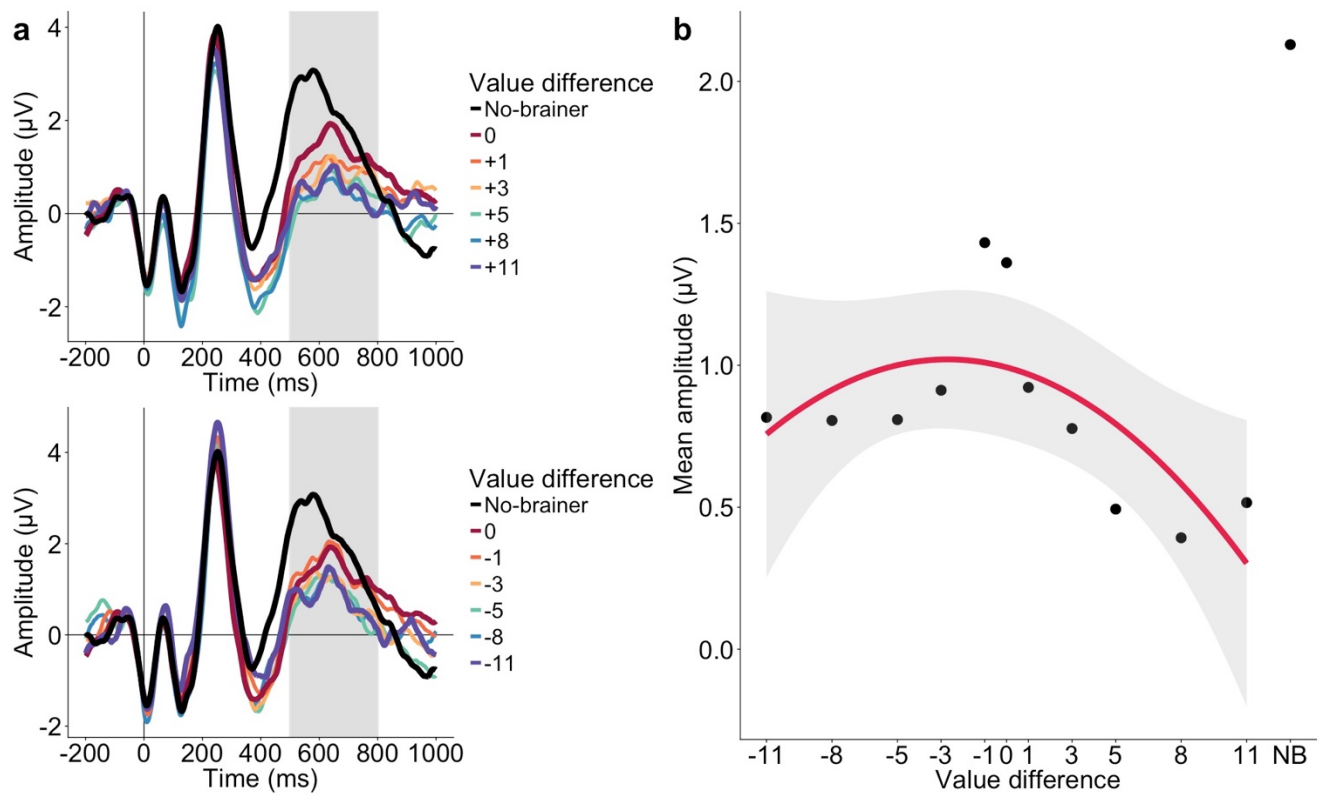 a
Amplitude (µV)
4
2
0
-2
-200 0 200 400 600 800 1000
Time (ms)
Value difference
No-brainer
0
+1
+3
+5
+8
+11
Amplitude (µV)
4
2
0
-2
-200 0 200 400 600 800 1000
Time (ms)
Value difference
No-brainer
0
-1
-3
-5
-8
-11
b
Mean amplitude (µV)
2.0
1.5
1.0
0.5
0.0
-11 -8 -5 -3 -1 0 1 3 5 8 11 NB
Value difference